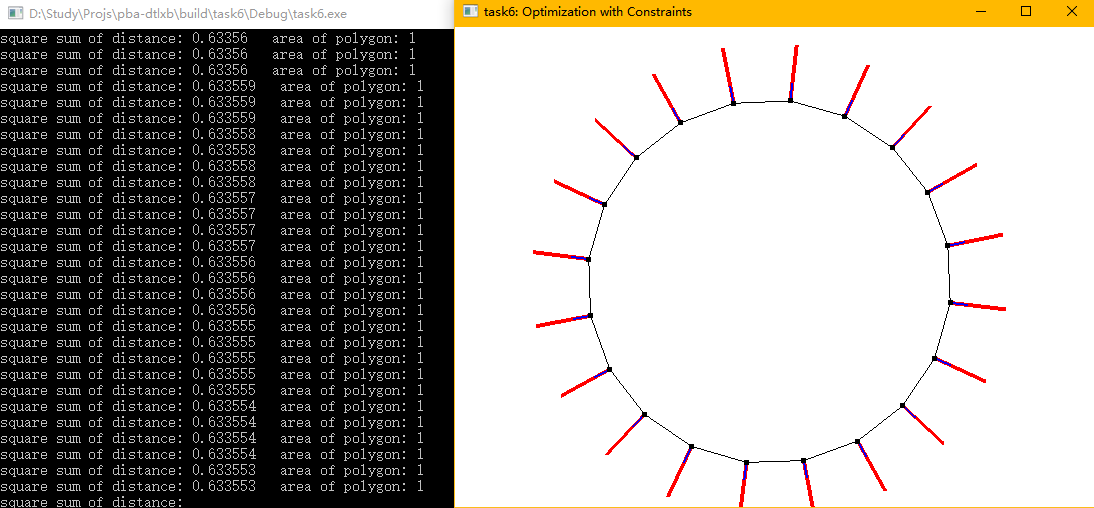 D:\Study\Projs\pba-dtlxb\build\task6\Debug\task6.exe
task6: Optimization with Constraints
square sum of distance: 0.63356   area of polygon: 1
square sum of distance: 0.63356   area of polygon: 1
square sum of distance: 0.63356   area of polygon: 1
square sum of distance: 0.633559   area of polygon: 1
square sum of distance: 0.633559   area of polygon: 1
square sum of distance: 0.633559   area of polygon: 1
square sum of distance: 0.633558   area of polygon: 1
square sum of distance: 0.633558   area of polygon: 1
square sum of distance: 0.633558   area of polygon: 1
square sum of distance: 0.633558   area of polygon: 1
square sum of distance: 0.633557   area of polygon: 1
square sum of distance: 0.633557   area of polygon: 1
square sum of distance: 0.633557   area of polygon: 1
square sum of distance: 0.633557   area of polygon: 1
square sum of distance: 0.633556   area of polygon: 1
square sum of distance: 0.633556   area of polygon: 1
square sum of distance: 0.633556   area of polygon: 1
square sum of distance: 0.633556   area of polygon: 1
square sum of distance: 0.633555   area of polygon: 1
square sum of distance: 0.633555   area of polygon: 1
square sum of distance: 0.633555   area of polygon: 1
square sum of distance: 0.633555   area of polygon: 1
square sum of distance: 0.633555   area of polygon: 1
square sum of distance: 0.633554   area of polygon: 1
square sum of distance: 0.633554   area of polygon: 1
square sum of distance: 0.633554   area of polygon: 1
square sum of distance: 0.633554   area of polygon: 1
square sum of distance: 0.633553   area of polygon: 1
square sum of distance: 0.633553   area of polygon: 1
square sum of distance: